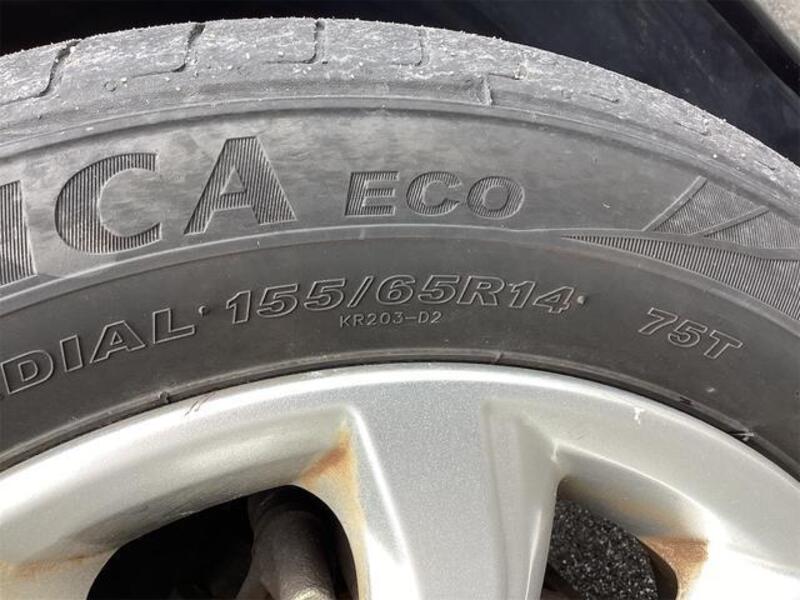 ICA ECO
DIAL 155/65R14 75T
KR203-D2